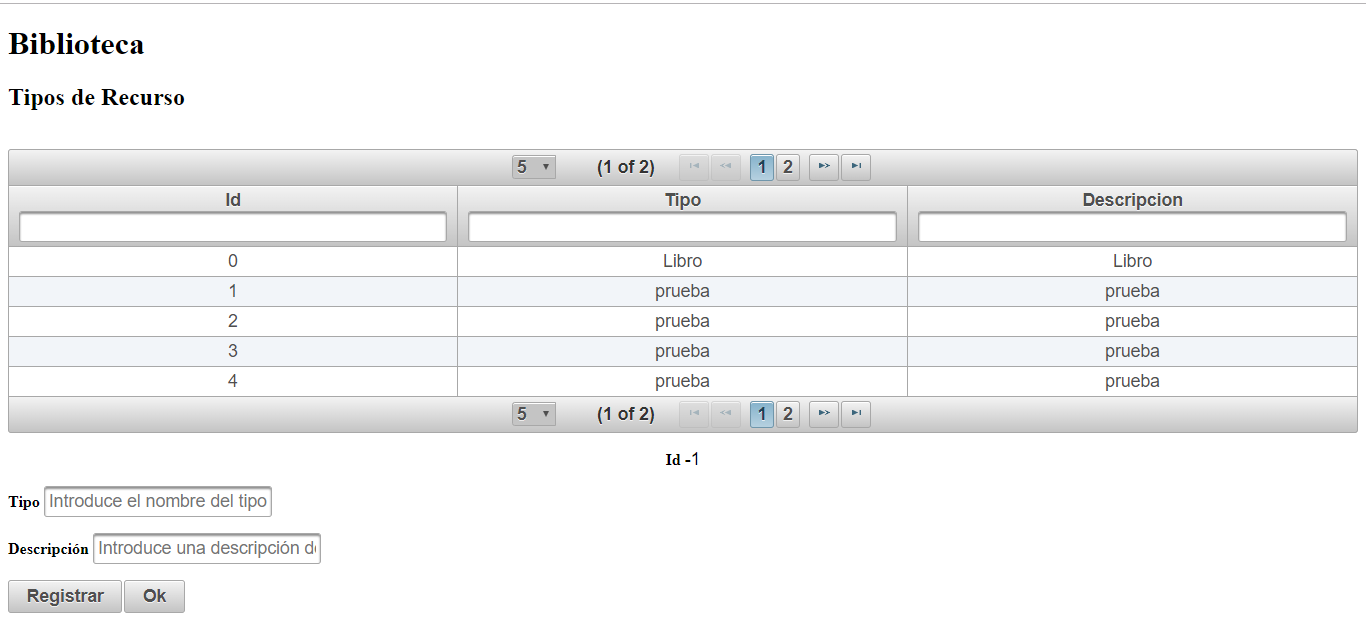 Biblioteca
Tipos de Recurso
5 (1 of 2) 1 2
Id Tipo Descripcion
0 Libro Libro
1 prueba prueba
2 prueba prueba
3 prueba prueba
4 prueba prueba
5 (1 of 2) 1 2
Id -1
Tipo Introduce el nombre del tipo
Descripción Introduce una descripción de
Registrar Ok